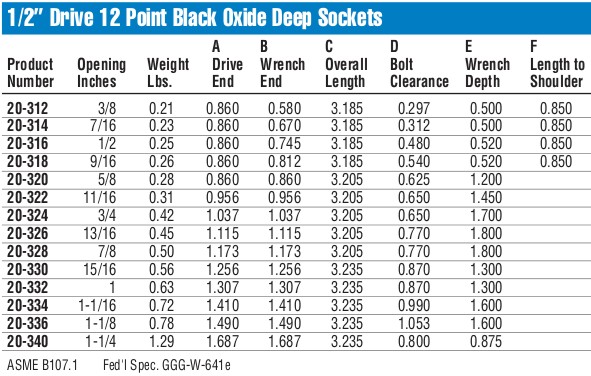 1/2" Drive 12 Point Black Oxide Deep Sockets
A B C D E F
Product Opening Weight Drive Wrench Overall Bolt Wrench Length to
Number Inches Lbs. End End Length Clearance Depth Shoulder
20-312 3/8 0.21 0.860 0.580 3.185 0.297 0.500 0.850
20-314 7/16 0.23 0.860 0.670 3.185 0.312 0.500 0.850
20-316 1/2 0.25 0.860 0.745 3.185 0.480 0.520 0.850
20-318 9/16 0.26 0.860 0.812 3.185 0.540 0.520 0.850
20-320 5/8 0.28 0.860 0.860 3.205 0.625 1.200
20-322 11/16 0.31 0.956 0.956 3.205 0.650 1.450
20-324 3/4 0.42 1.037 1.037 3.205 0.650 1.700
20-326 13/16 0.45 1.115 1.115 3.205 0.770 1.800
20-328 7/8 0.50 1.173 1.173 3.205 0.770 1.800
20-330 15/16 0.56 1.256 1.256 3.235 0.870 1.300
20-332 1 0.63 1.307 1.307 3.235 0.870 1.300
20-334 1-1/16 0.72 1.410 1.410 3.235 0.990 1.600
20-336 1-1/8 0.78 1.490 1.490 3.235 1.053 1.600
20-340 1-1/4 1.29 1.687 1.687 3.235 0.800 0.875
ASME B107.1 Fed'l Spec. GGG-W-641e